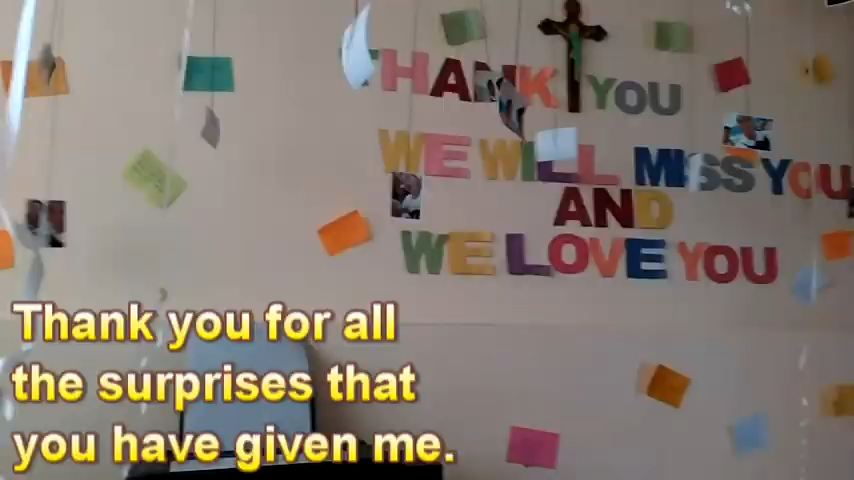 THANK YOU
WE WILL MISS YOU
AND
WE LOVE YOU
Thank you for all
the surprises that
you have given me.